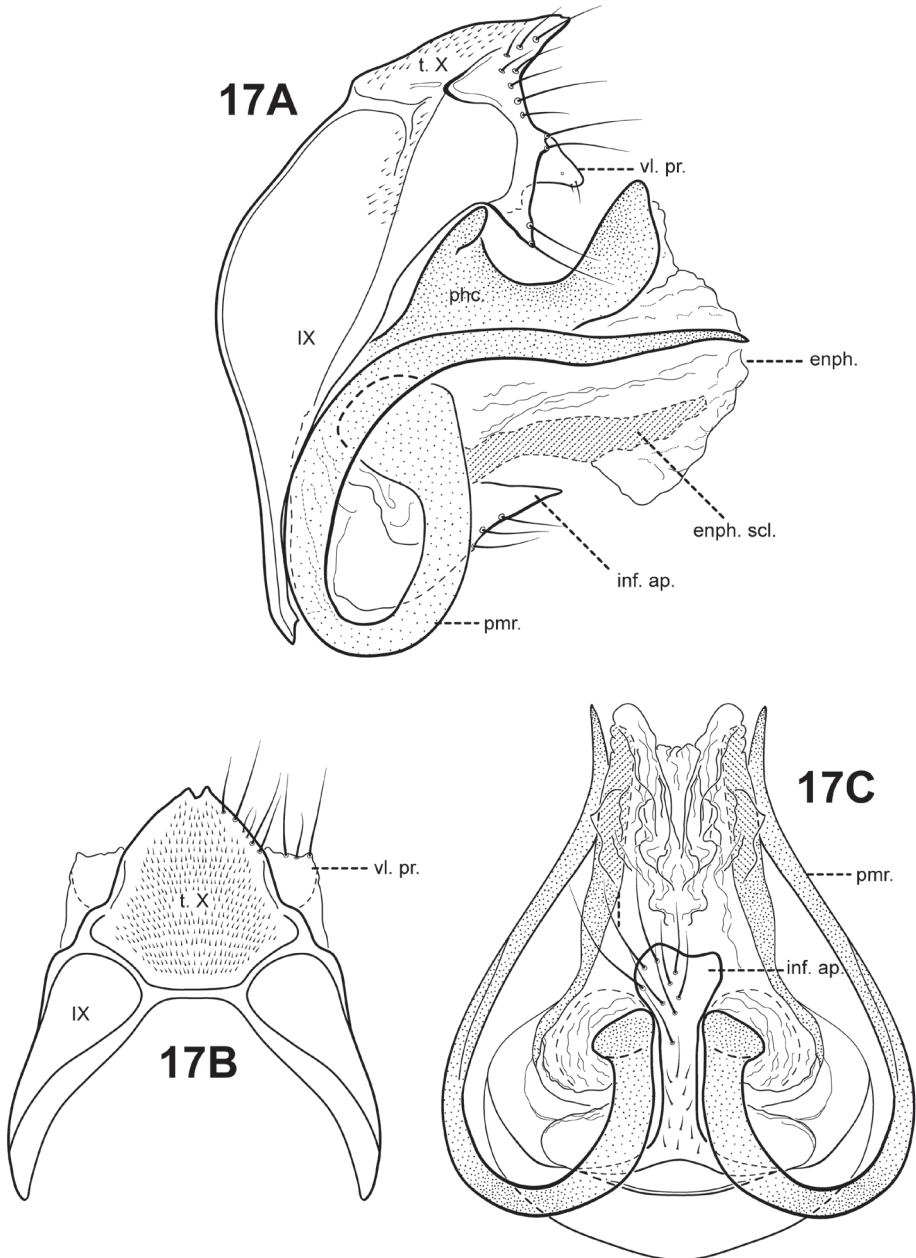 17A
t. X
vl. pr.
phc.
IX
enph.
enph. scl.
inf. ap.
pmr.
17B
t. X
vl. pr.
IX
17C
pmr.
inf. ap.